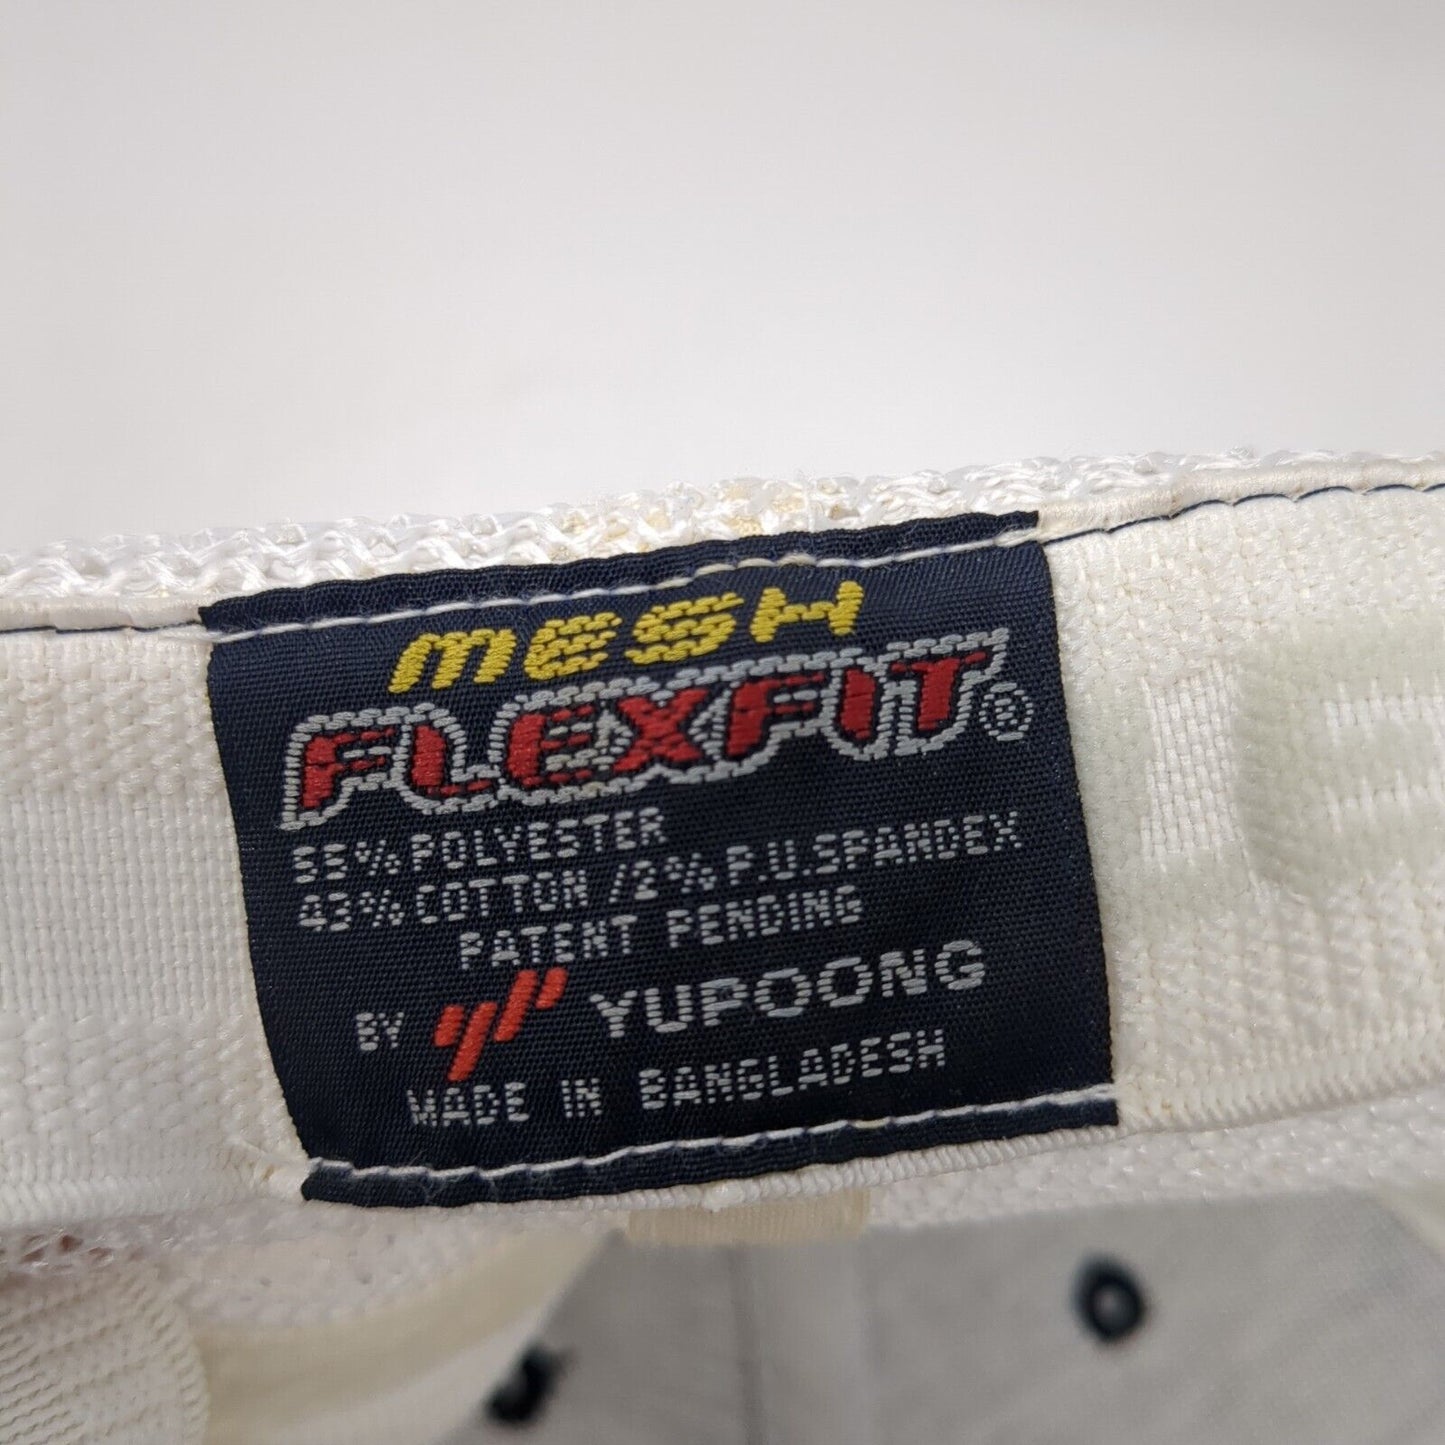 MESH
FLEXFIT®
55% POLYESTER
43% COTTON /2% P.U.SPANDEX
PATENT PENDING
BY YUPOONG
MADE IN BANGLADESH